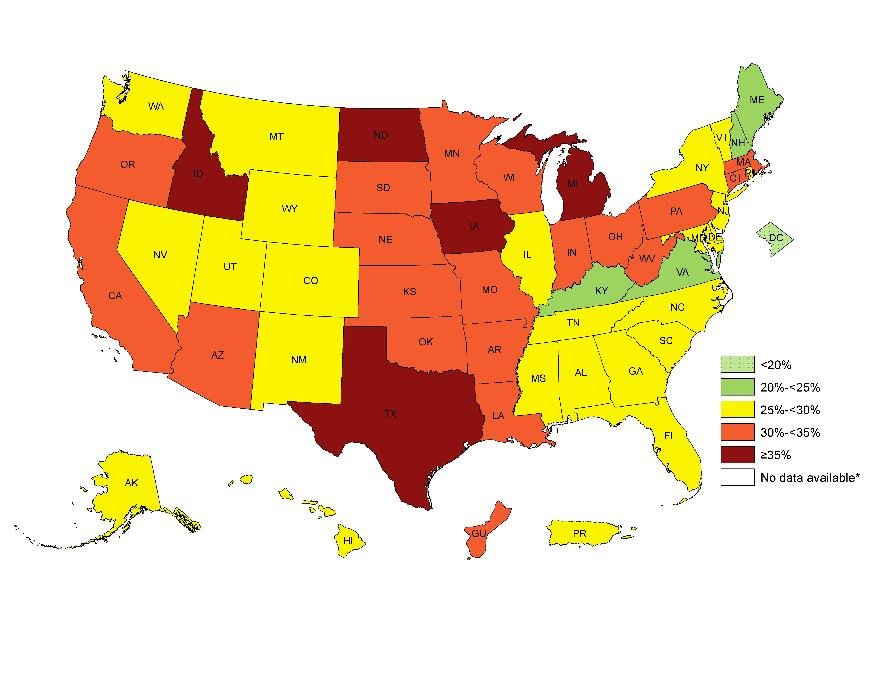 ME
WA
VT
NH
MT
ND
MN
OR
MA
NY
WI
CT
RI
ID
SD
MI
WY
IA
PA
NJ
NE
OH
MD
DE
DC
NV
IL
IN
UT
WV
VA
CO
KS
MO
KY
CA
NC
TN
OK
SC
AZ
AR
NM
<20%
GA
AL
MS
20%-<25%
TX
LA
25%-<30%
30%-<35%
FL
≥35%
No data available*
AK
GU
PR
HI